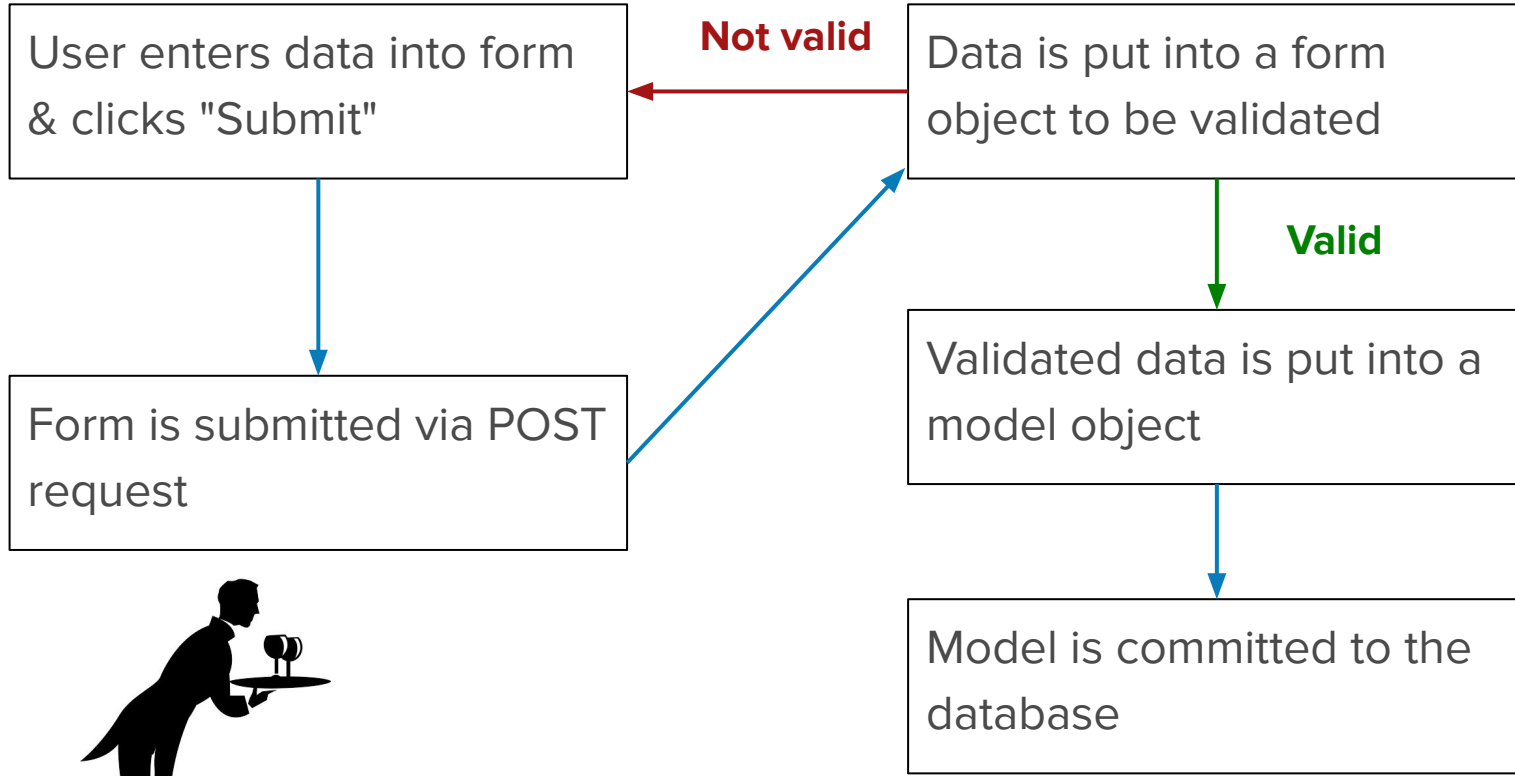 User enters data into form
& clicks "Submit"
Not valid
Data is put into a form
object to be validated
Valid
Form is submitted via POST
request
Validated data is put into a
model object
Model is committed to the
database